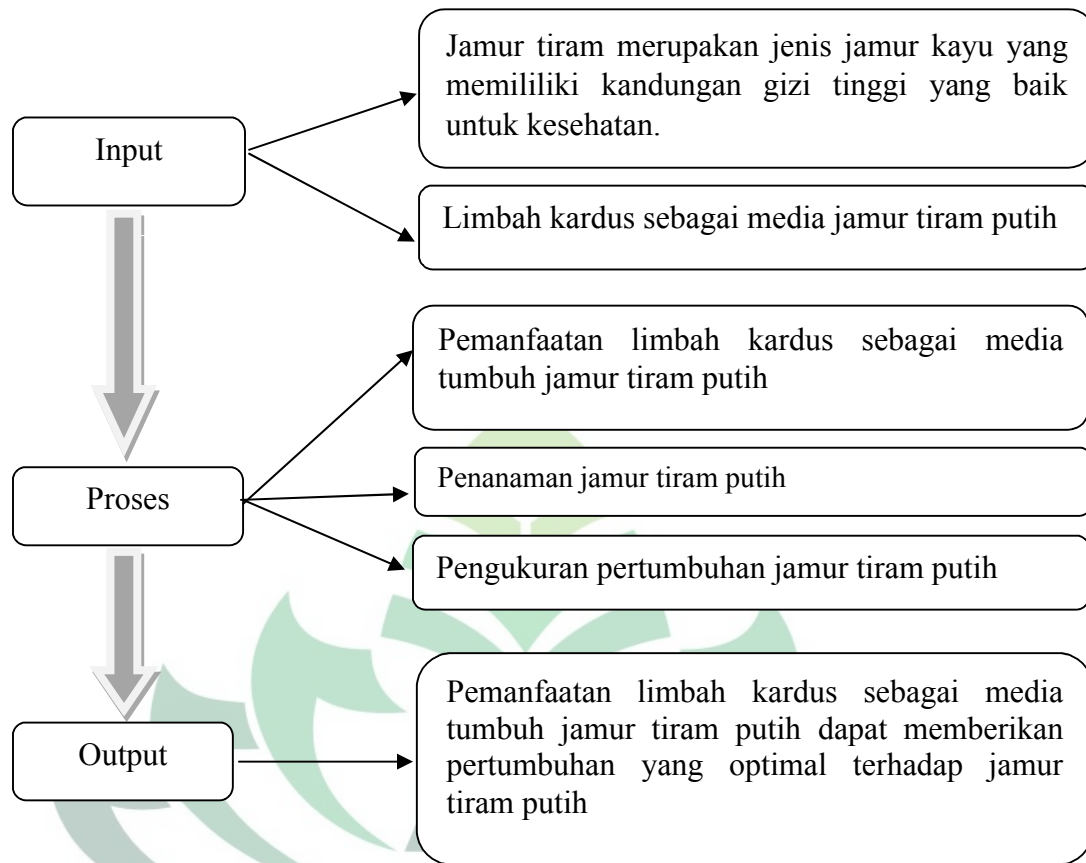 Input
Jamur tiram merupakan jenis jamur kayu yang
memililiki kandungan gizi tinggi yang baik
untuk kesehatan.
Limbah kardus sebagai media jamur tiram putih
Proses
Pemanfaatan limbah kardus sebagai media
tumbuh jamur tiram putih
Penanaman jamur tiram putih
Pengukuran pertumbuhan jamur tiram putih
Output
Pemanfaatan limbah kardus sebagai media
tumbuh jamur tiram putih dapat memberikan
pertumbuhan yang optimal terhadap jamur
tiram putih